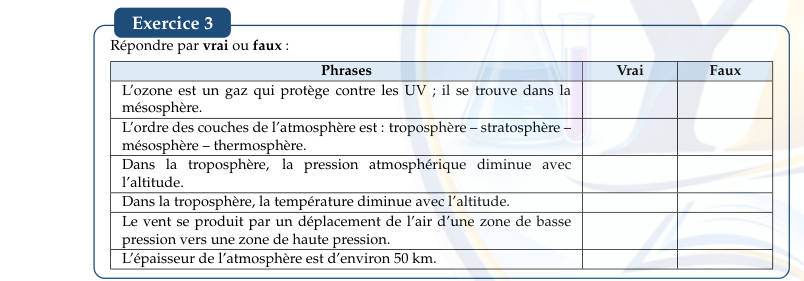 Exercice 3
Répondre par vrai ou faux :
Phrases Vrai Faux
L'ozone est un gaz qui protège contre les UV ; il se trouve dans la
mésosphère.
L'ordre des couches de l'atmosphère est : troposphère – stratosphère –
mésosphère – thermosphère.
Dans la troposphère, la pression atmosphérique diminue avec
l'altitude.
Dans la troposphère, la température diminue avec l'altitude.
Le vent se produit par un déplacement de l'air d'une zone de basse
pression vers une zone de haute pression.
L'épaisseur de l'atmosphère est d'environ 50 km.